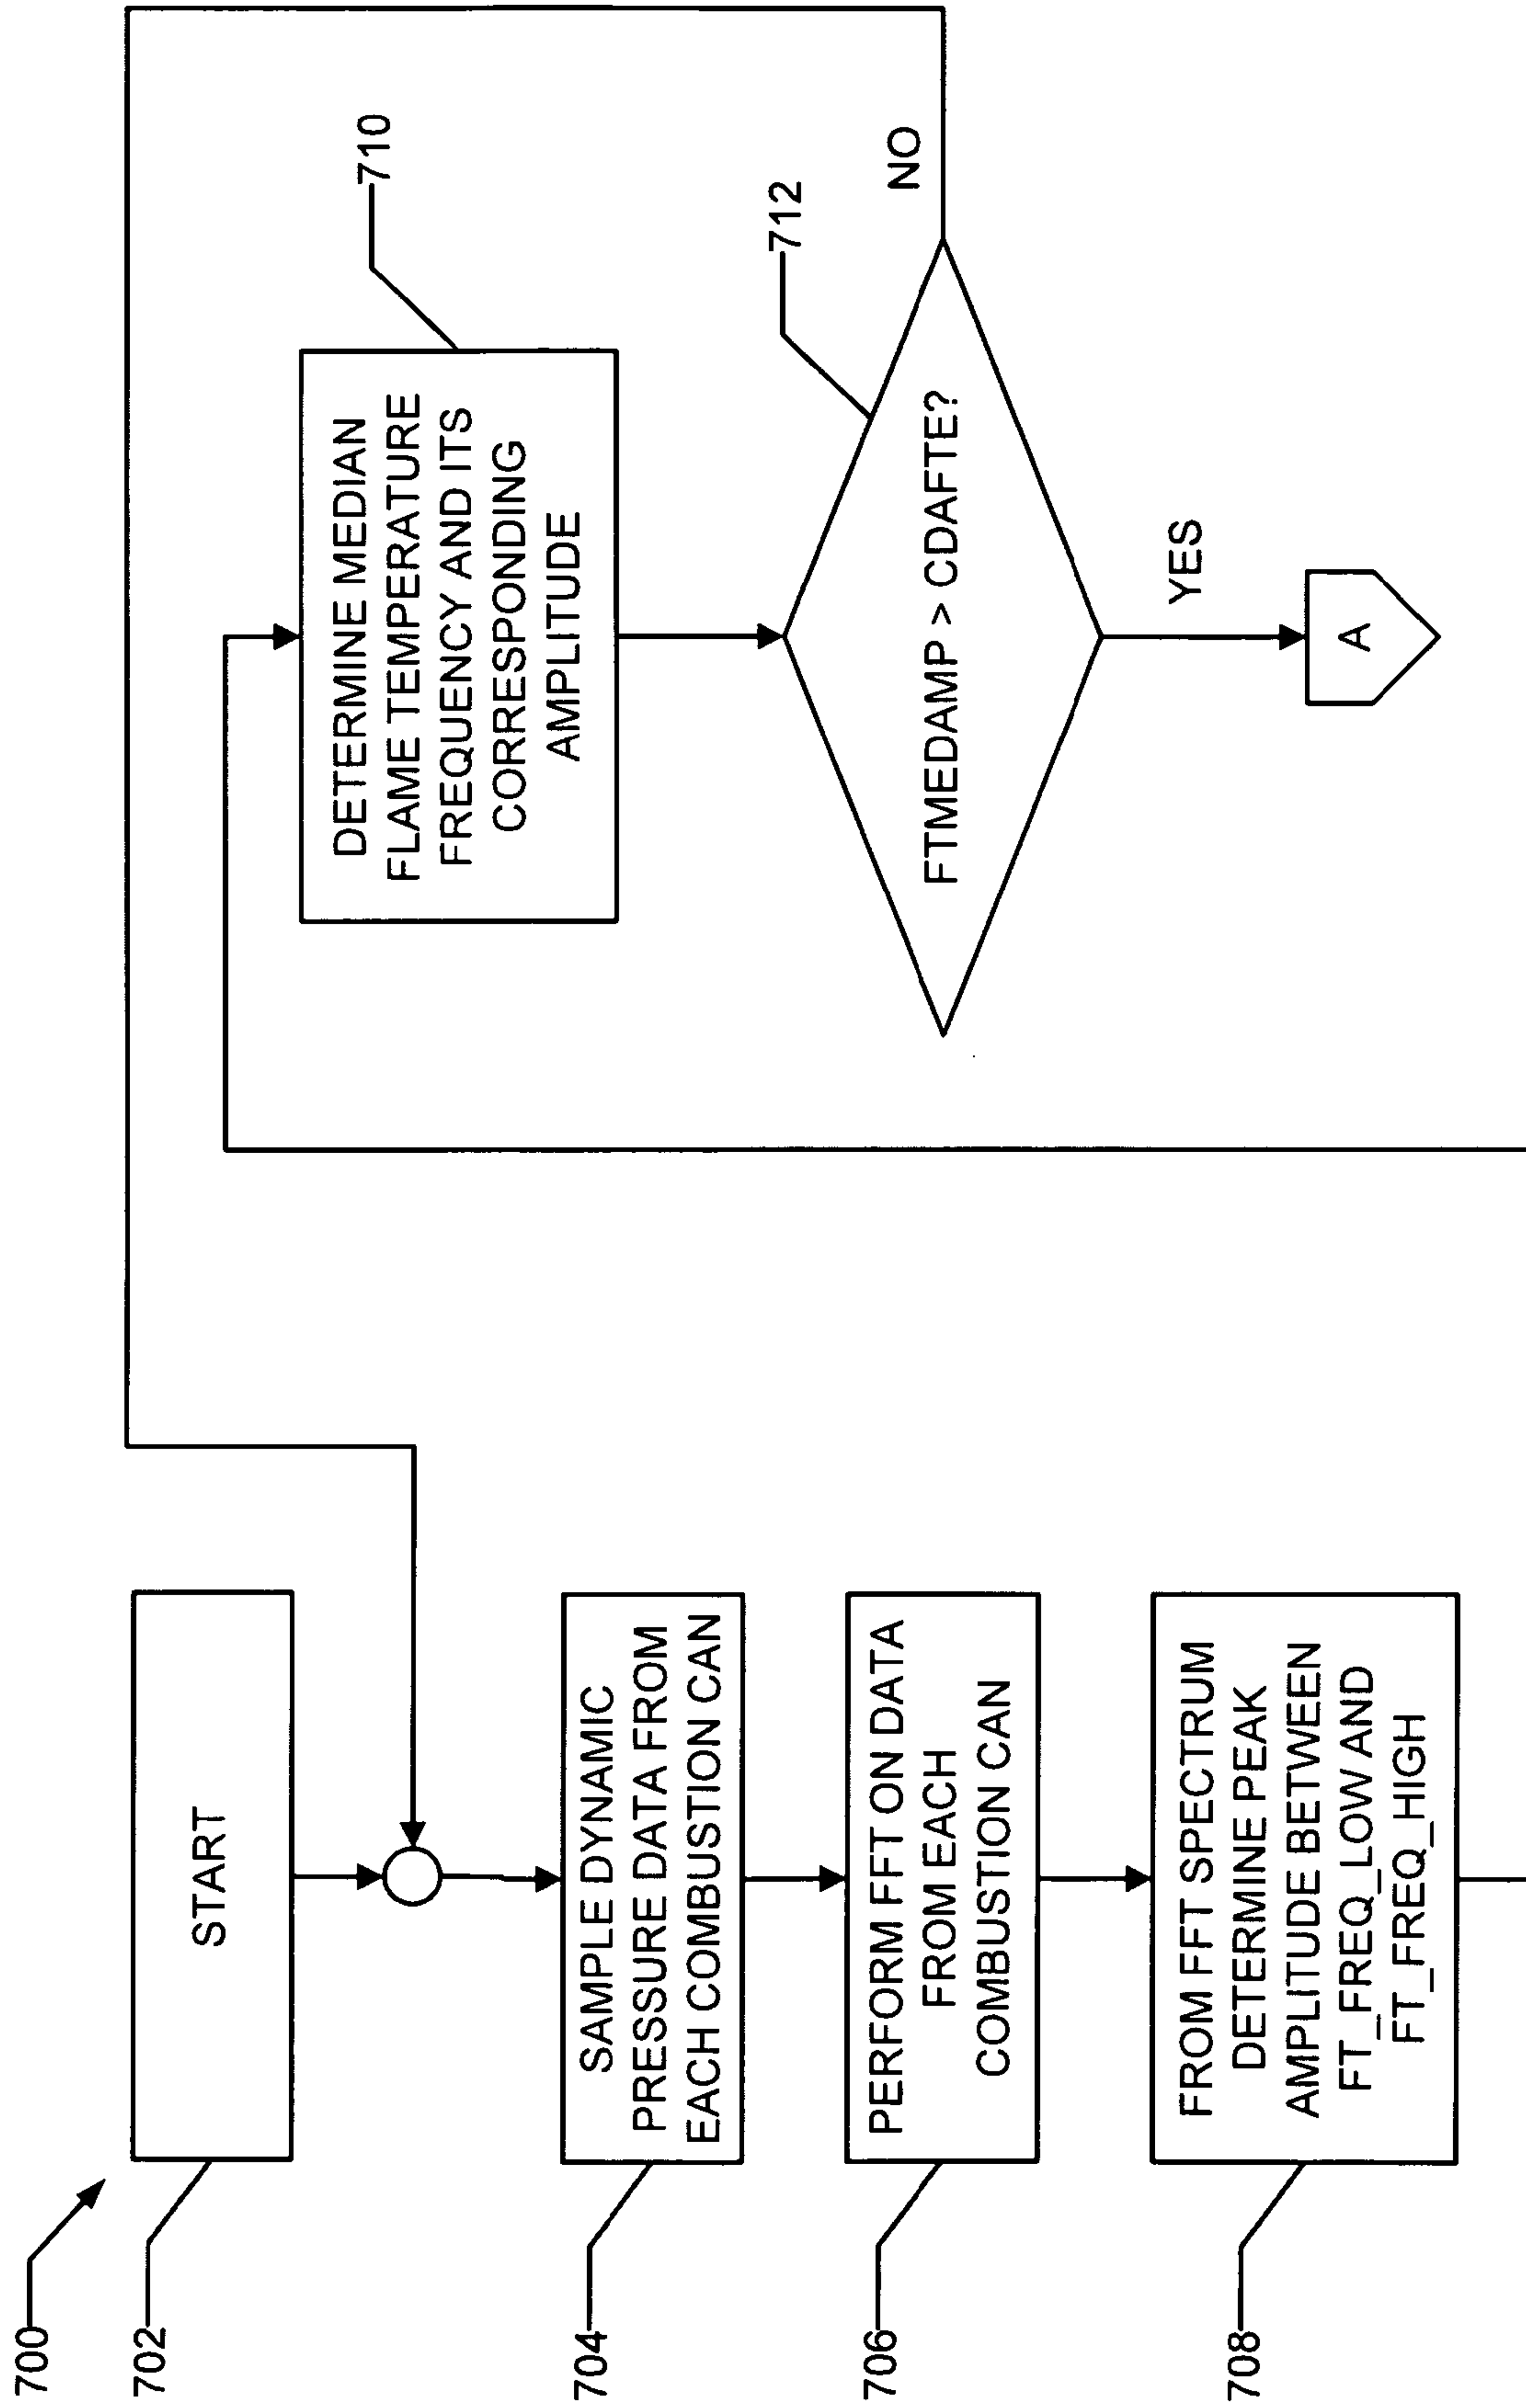 700
702
START
704
SAMPLE DYNAMIC
PRESSURE DATA FROM
EACH COMBUSTION CAN
706
PERFORM FFT ON DATA
FROM EACH
COMBUSTION CAN
708
FROM FFT SPECTRUM
DETERMINE PEAK
AMPLITUDE BETWEEN
FT_FREQ_LOW AND
FT_FREQ_HIGH
710
DETERMINE MEDIAN
FLAME TEMPERATURE
FREQUENCY AND ITS
CORRESPONDING
AMPLITUDE
712
FTMEDAMP > CDAFTE?
NO
YES
A